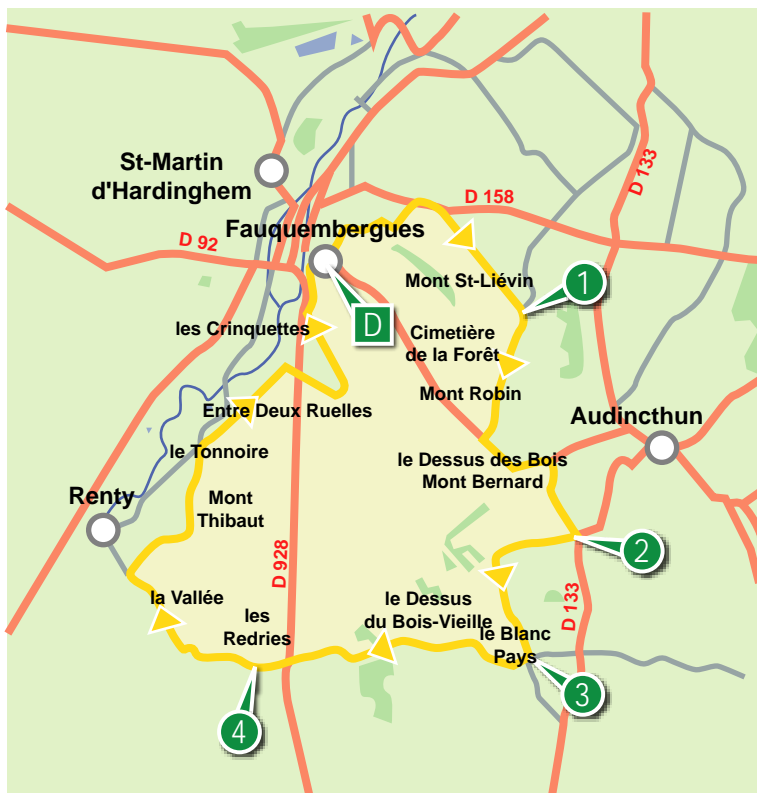 St-Martin
d'Hardinghem
D 133
D 158
Fauquembergues
D 92
Mont St-Liévin
1
D
les Crinquettes
Cimetière
de la Forêt
Mont Robin
Entre Deux Ruelles
Audincthun
le Tonnoire
le Dessus des Bois
Mont Bernard
Renty
Mont
Thibaut
2
D 928
la Vallée
les
Redries
le Dessus
du Bois-Vieille
D 133
le Blanc
Pays
3
4